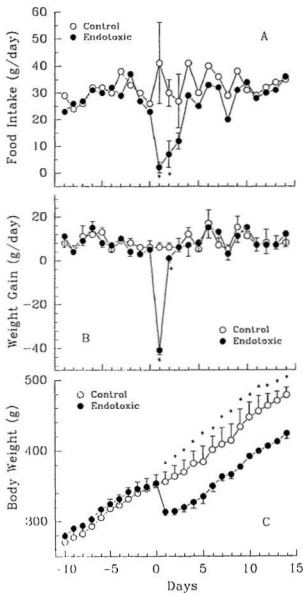 Control
Endotoxic
A
Food Intake (g/day)
60
50
40
30
20
10
0
* *
Weight Gain (g/day)
20
0
-20
-40
B
Control
Endotoxic
* *
Body Weight (g)
500
400
300
Control
Endotoxic
* * * * * * * * * * * * * *
C
-10 -5 0 5 10 15
Days